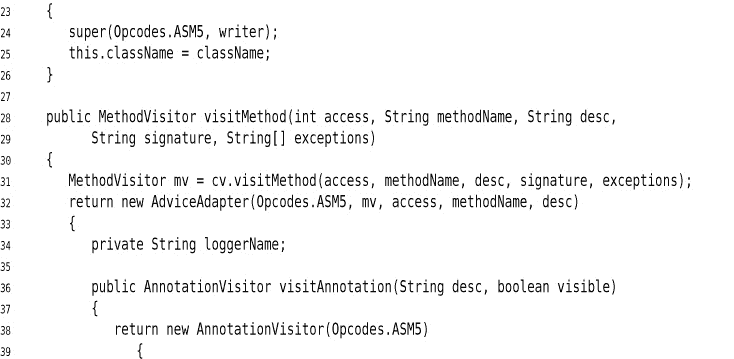 23 {
24 super(Opcodes.ASM5, writer);
25 this.className = className;
26 }
27
28 public MethodVisitor visitMethod(int access, String methodName, String desc,
29 String signature, String[] exceptions)
30 {
31 MethodVisitor mv = cv.visitMethod(access, methodName, desc, signature, exceptions);
32 return new AdviceAdapter(Opcodes.ASM5, mv, access, methodName, desc)
33 {
34 private String loggerName;
35
36 public AnnotationVisitor visitAnnotation(String desc, boolean visible)
37 {
38 return new AnnotationVisitor(Opcodes.ASM5)
39 {